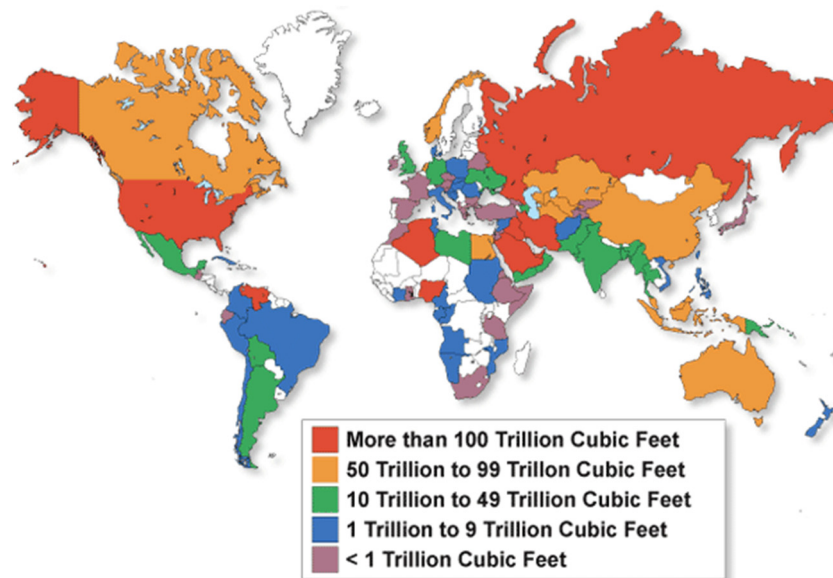 More than 100 Trillion Cubic Feet
50 Trillion to 99 Trillon Cubic Feet
10 Trillion to 49 Trillion Cubic Feet
1 Trillion to 9 Trillion Cubic Feet
< 1 Trillion Cubic Feet